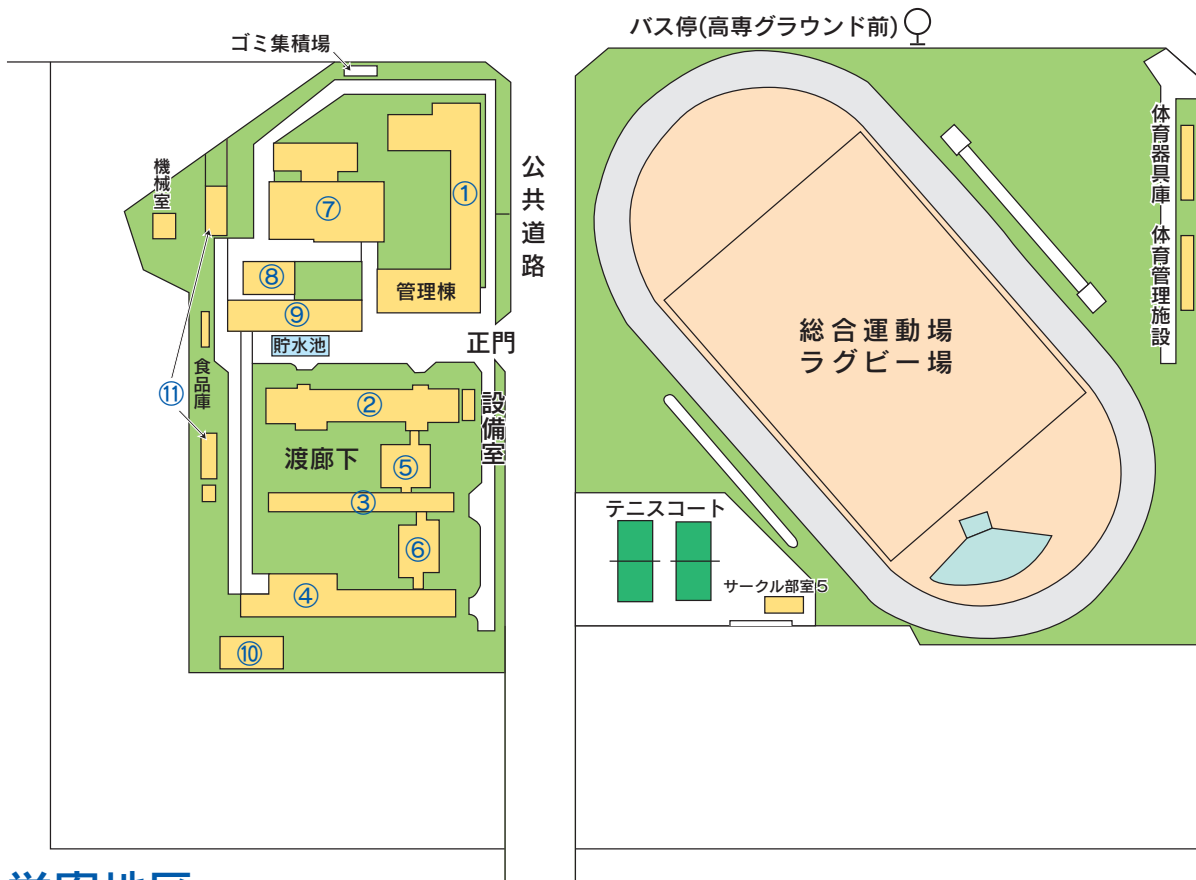 バス停(高専グラウンド前)
ゴミ集積場
機械室
公共道路
体育器具庫
体育管理施設
①
⑦
⑧
管理棟
⑨
貯水池
正門
総合運動場
ラグビー場
食品庫
⑪
②
設備室
渡廊下
⑤
③
テニスコート
⑥
サークル部室5
④
⑩